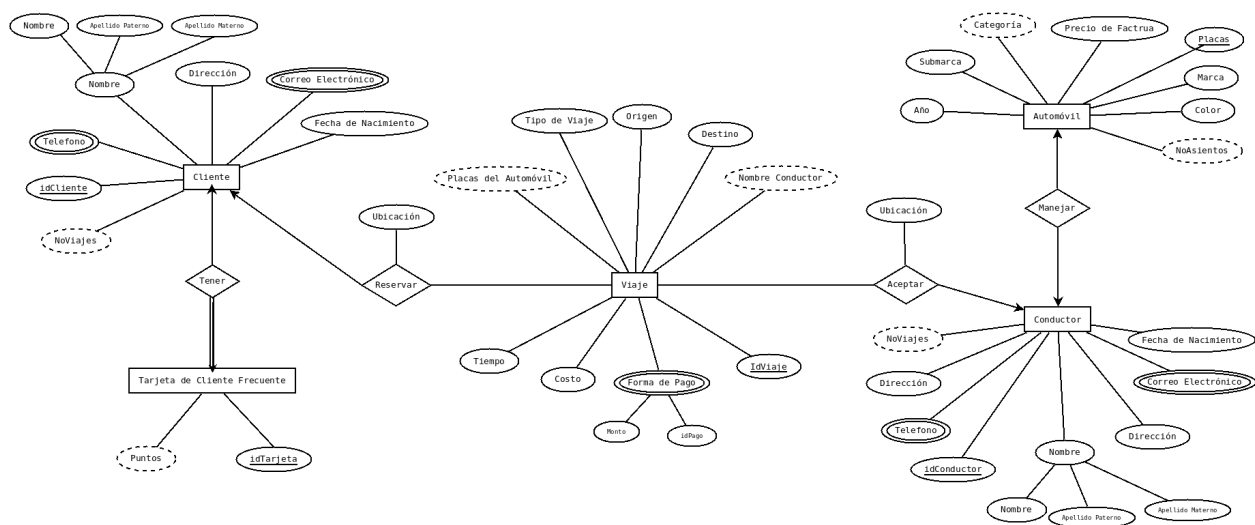 Nombre
Apellido Paterno
Apellido Materno
Nombre
Dirección
Correo Electrónico
Fecha de Nacimiento
Telefono
idCliente
NoViajes
Cliente
Tener
Tarjeta de Cliente Frecuente
Puntos
idTarjeta
Ubicación
Reservar
Tipo de Viaje
Origen
Destino
Placas del Automóvil
Nombre Conductor
Viaje
Tiempo
Costo
Forma de Pago
Monto
idPago
IdViaje
Ubicación
Aceptar
Categoría
Precio de Factrua
Placas
Submarca
Marca
Año
Color
Automóvil
NoAsientos
Manejar
Conductor
NoViajes
Fecha de Nacimiento
Dirección
Correo Electrónico
Telefono
Dirección
idConductor
Nombre
Nombre
Apellido Paterno
Apellido Materno